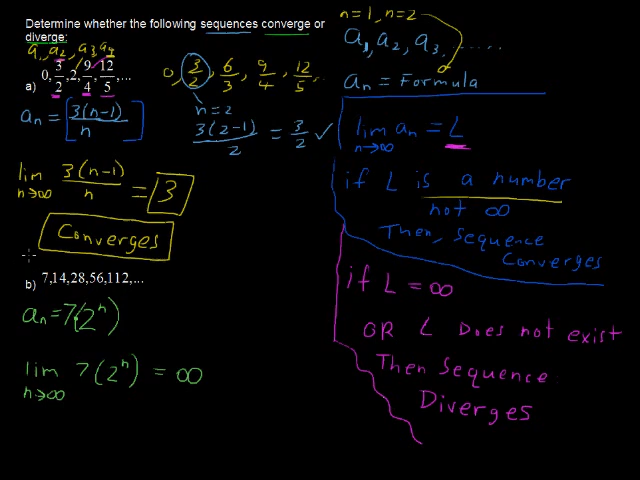 Determine whether the following sequences converge or
diverge:
a₁, a₂, a₃ a₄
a) 0, 3/2, 2, 9/4, 12/5, ...
0, 3/2, 6/3, 9/4, 12/5, ..
aₙ = [3(n-1)/n]
n=2
3(2-1)/2 = 3/2 ✓
lim n→∞ 3(n-1)/n = 3
Converges
b) 7,14,28,56,112,...
aₙ = 7(2ⁿ)
lim n→∞ 7(2ⁿ) = ∞
n=1, n=2
a₁, a₂, a₃, .......
aₙ = Formula
lim n→∞ aₙ = L
if L is a number
not ∞
Then, Sequence
Converges
if L = ∞
OR L Does not exist
Then Sequence
Diverges